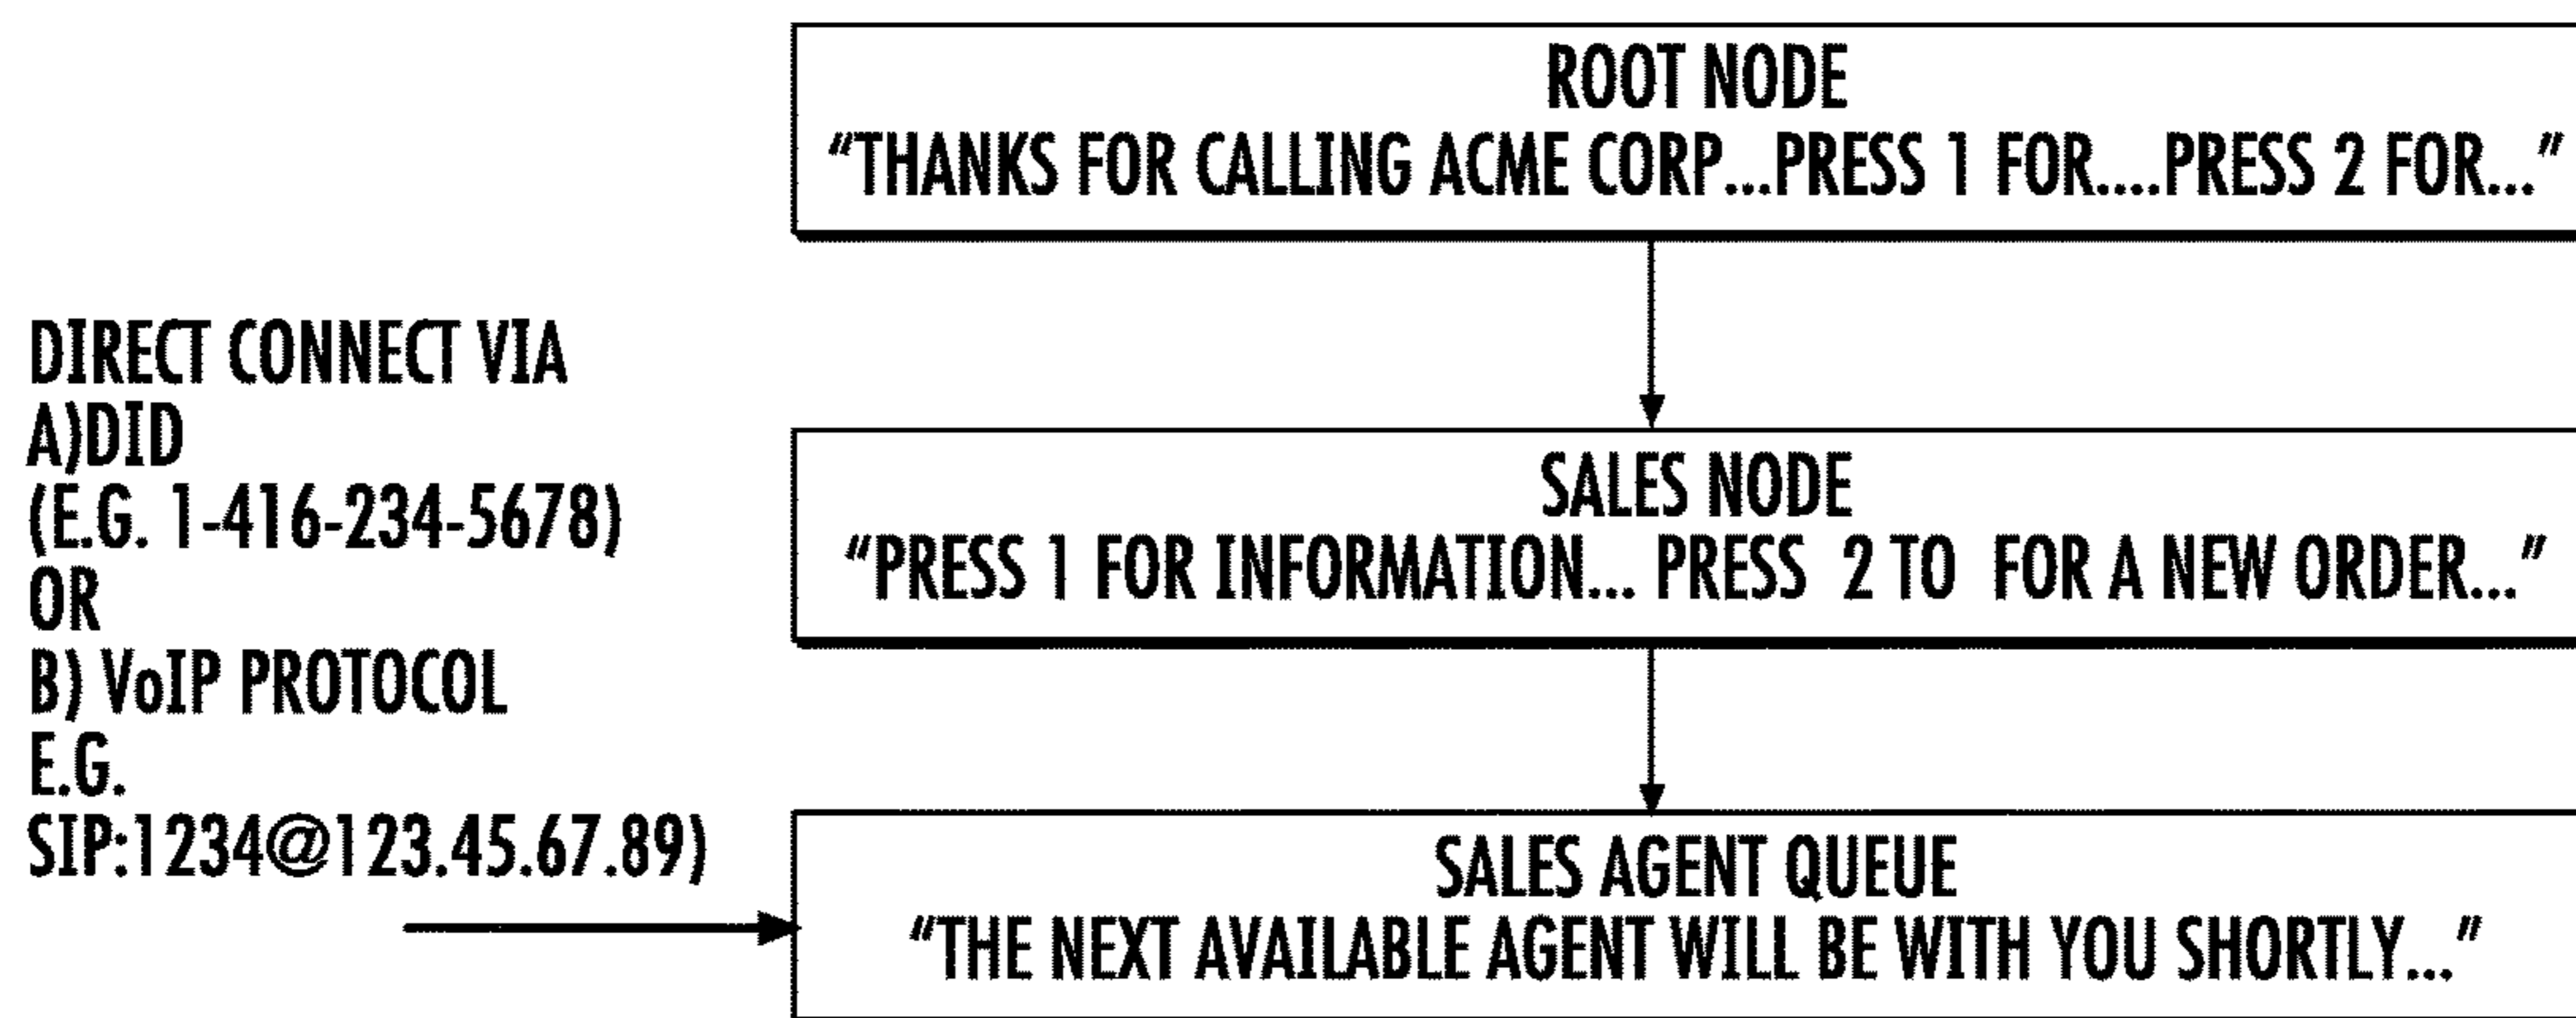 ROOT NODE
"THANKS FOR CALLING ACME CORP...PRESS 1 FOR....PRESS 2 FOR..."
DIRECT CONNECT VIA
A)DID
(E.G. 1-416-234-5678)
OR
B) VoIP PROTOCOL
E.G.
SIP:1234@123.45.67.89)
SALES NODE
"PRESS 1 FOR INFORMATION... PRESS 2 TO FOR A NEW ORDER..."
SALES AGENT QUEUE
"THE NEXT AVAILABLE AGENT WILL BE WITH YOU SHORTLY..."